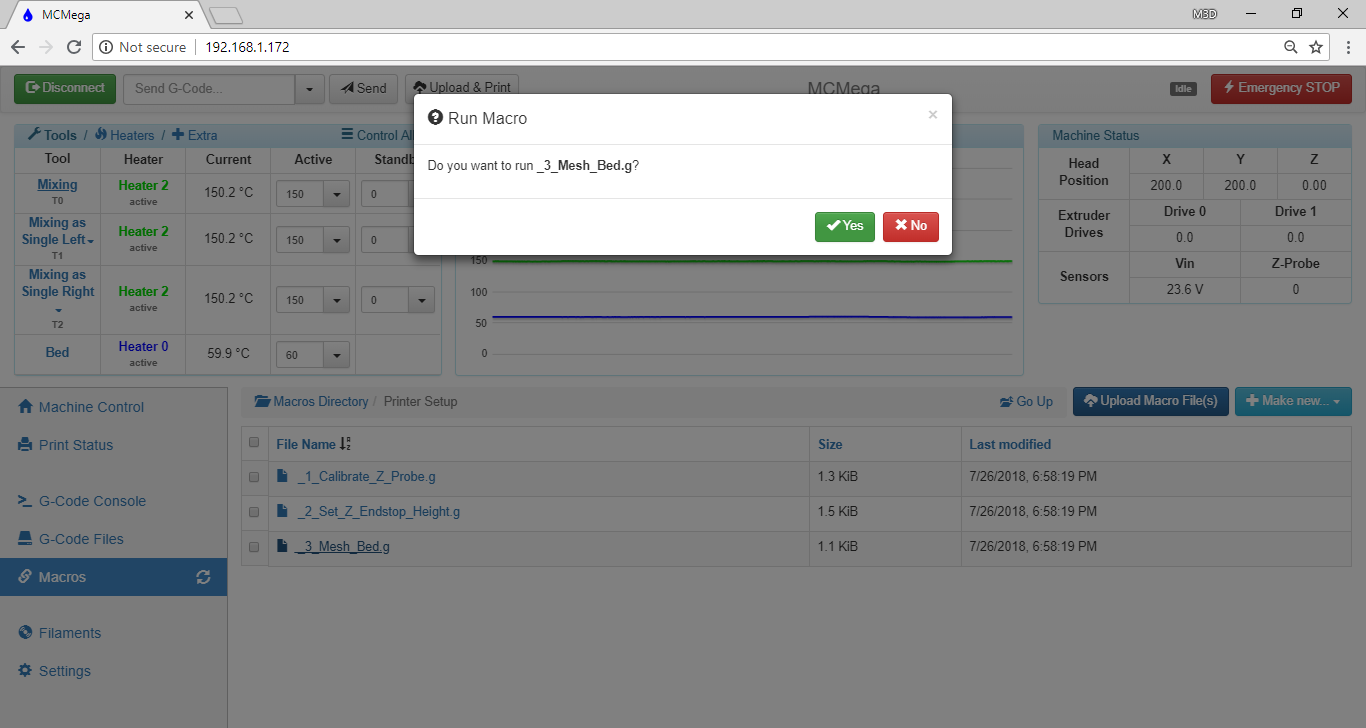 MCMega
M3D
Not secure
192.168.1.172
Disconnect
Send G-Code...
Send
Upload & Print
MCMega
Idle
Emergency STOP
Run Macro
×
Do you want to run _3_Mesh_Bed.g?
Yes
No
Tools / Heaters / Extra
Control All
Tool Heater Current Active Standb
Mixing
T0
Heater 2
active
150.2 °C
150
0
Mixing as
Single Left
T1
Heater 2
active
150.2 °C
150
0
Mixing as
Single Right
T2
Heater 2
active
150.2 °C
150
0
Bed
Heater 0
active
59.9 °C
60
150
100
50
0
Machine Status
Head
Position
X Y Z
200.0 200.0 0.00
Extruder
Drives
Drive 0 Drive 1
0.0 0.0
Sensors
Vin Z-Probe
23.6 V 0
Machine Control
Print Status
G-Code Console
G-Code Files
Macros
Filaments
Settings
Macros Directory / Printer Setup
Go Up
Upload Macro File(s)
Make new...
File Name Size Last modified
_1_Calibrate_Z_Probe.g 1.3 KiB 7/26/2018, 6:58:19 PM
_2_Set_Z_Endstop_Height.g 1.5 KiB 7/26/2018, 6:58:19 PM
_3_Mesh_Bed.g 1.1 KiB 7/26/2018, 6:58:19 PM